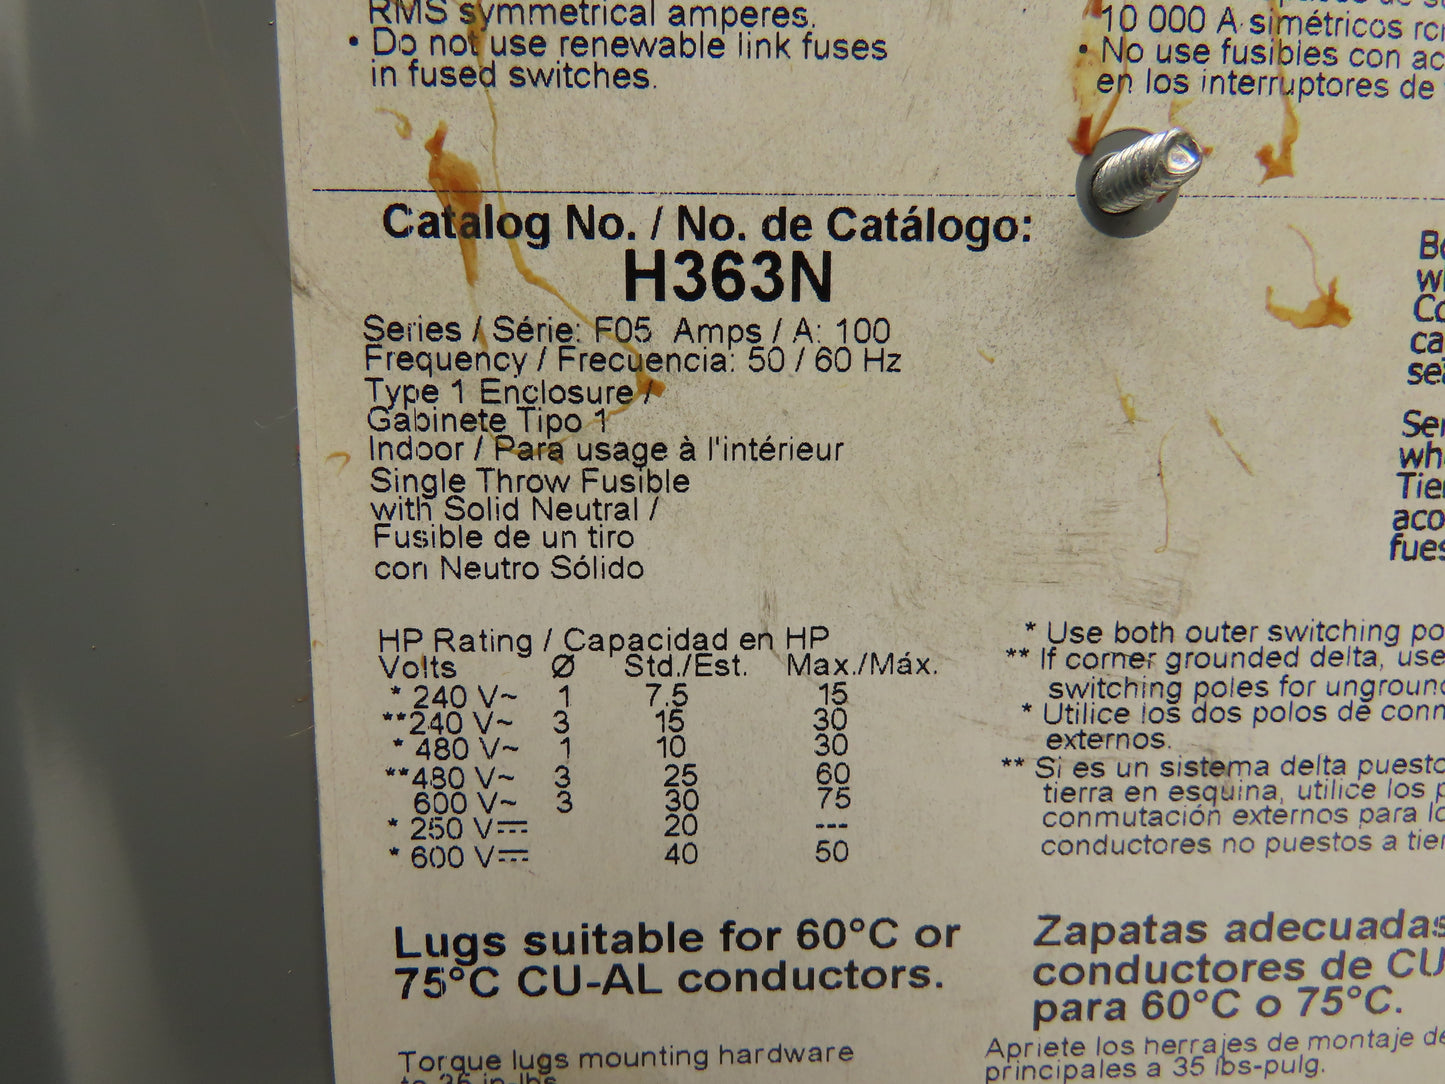 RMS symmetrical amperes.
• Do not use renewable link fuses
in fused switches.
10 000 A simétricos
• No use fusibles con
en los interruptores de
Catalog No. / No. de Catálogo:
H363N
Series / Série: F05 Amps / A: 100
Frequency / Frecuencia: 50 / 60 Hz
Type 1 Enclosure /
Gabinete Tipo 1
Indoor / Para usage à l'intérieur
Single Throw Fusible
with Solid Neutral /
Fusible de un tiro
con Neutro Sólido
HP Rating / Capacidad en HP
Volts Ø Std./Est. Max./Máx.
* 240 V~ 1 7.5 15
**240 V~ 3 15 30
* 480 V~ 1 10 30
**480 V~ 3 25 60
600 V~ 3 30 75
* 250 V⎓ 20 ---
* 600 V⎓ 40 50
* Use both outer switching
** If corner grounded delta, use
switching poles for
* Utilice los dos polos de
externos.
** Si es un sistema delta
tierra en esquina, utilice los
conmutación externos para
conductores no puestos a
Lugs suitable for 60°C or
75°C CU-AL conductors.
Zapatas adecuadas
conductores de
para 60°C o 75°C.
Torque lugs mounting hardware
Apriete los herrajes de montaje
principales a 35 lbs-pulg.